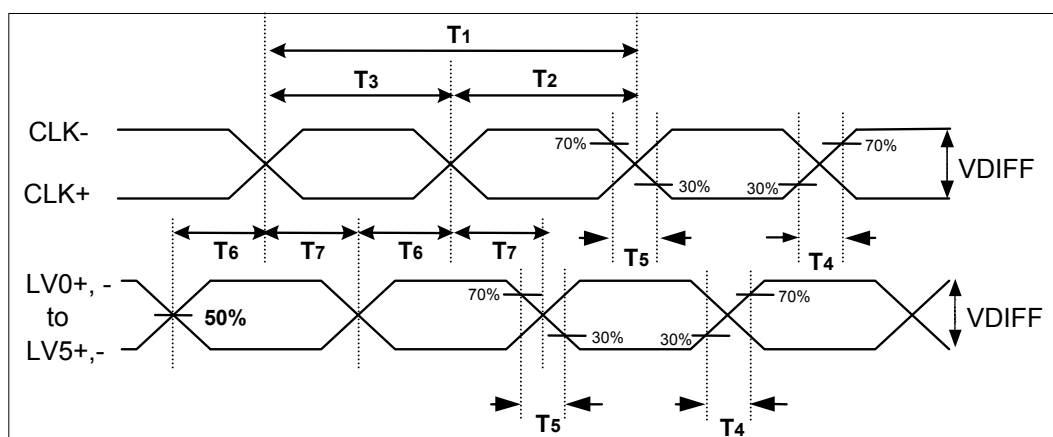 T1
T3 T2
CLK-
70% 70%
VDIFF
30% 30%
CLK+
T6 T7 T6 T7
T5 T4
LV0+, -
70% 70%
to 50%
VDIFF
30% 30%
LV5+,-
T5 T4